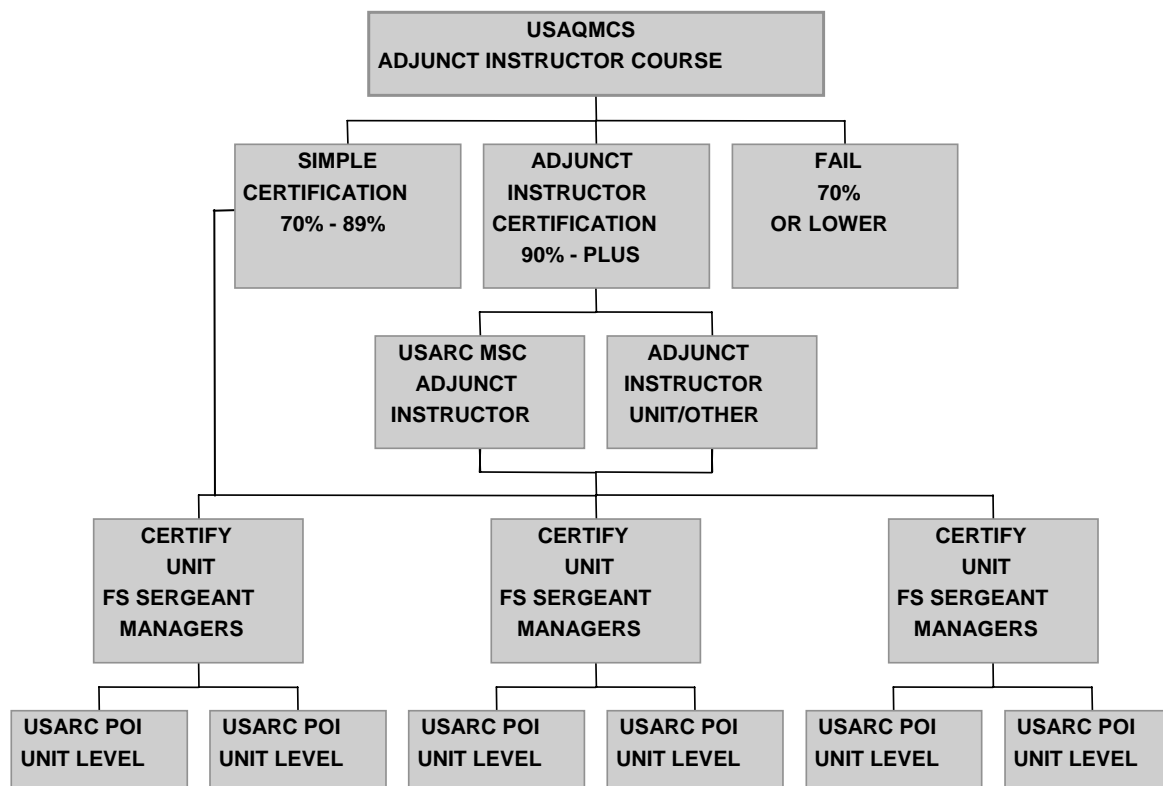 USAQMCS
ADJUNCT INSTRUCTOR COURSE
SIMPLE
CERTIFICATION
70% - 89%
ADJUNCT
INSTRUCTOR
CERTIFICATION
90% - PLUS
FAIL
70%
OR LOWER
USARC MSC
ADJUNCT
INSTRUCTOR
ADJUNCT
INSTRUCTOR
UNIT/OTHER
CERTIFY
UNIT
FS SERGEANT
MANAGERS
CERTIFY
UNIT
FS SERGEANT
MANAGERS
CERTIFY
UNIT
FS SERGEANT
MANAGERS
USARC POI
UNIT LEVEL
USARC POI
UNIT LEVEL
USARC POI
UNIT LEVEL
USARC POI
UNIT LEVEL
USARC POI
UNIT LEVEL
USARC POI
UNIT LEVEL